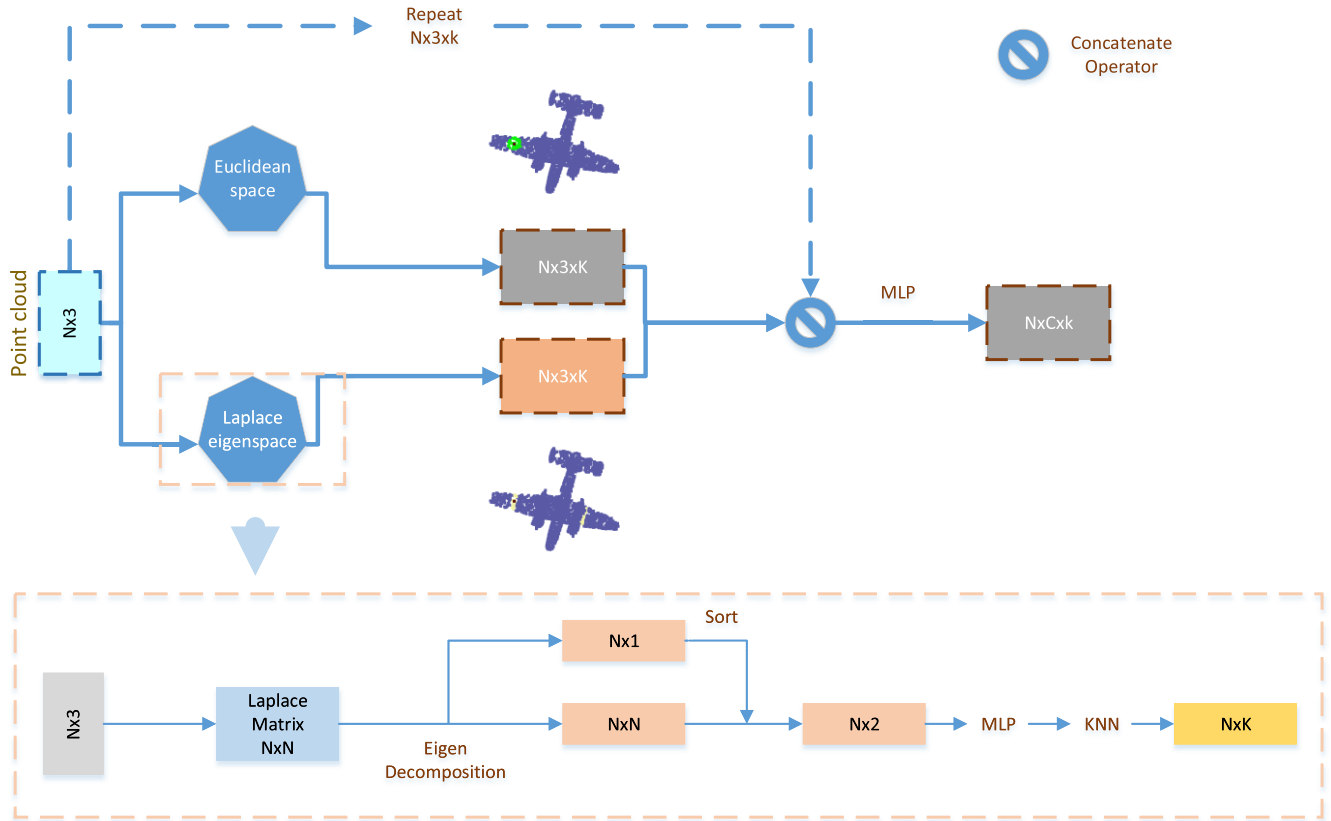 Repeat
Nx3xk
Concatenate
Operator
Euclidean
space
Point cloud
Nx3
Nx3xK
MLP
NxCxk
Nx3xK
Laplace
eigenspace
Sort
Nx1
Nx3
Laplace
Matrix
NxN
Eigen
Decomposition
NxN
Nx2
MLP
KNN
NxK